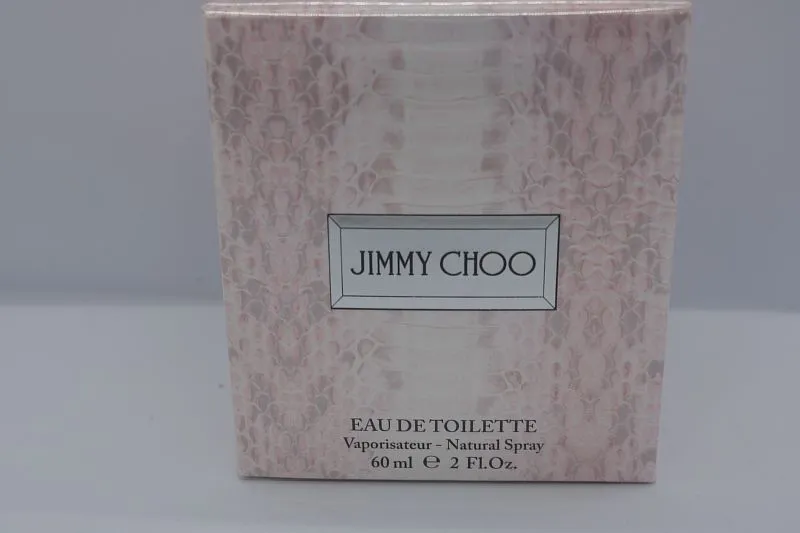 JIMMY CHOO
EAU DE TOILETTE
Vaporisateur - Natural Spray
60 ml ℮ 2 Fl.Oz.